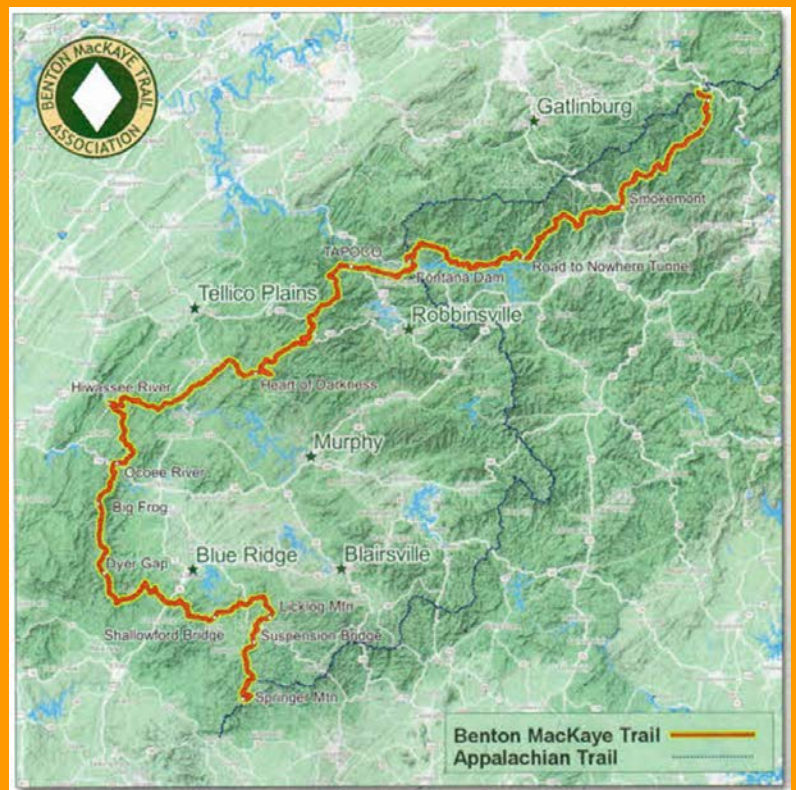 BENTON MacKAYE TRAIL
ASSOCIATION
Gatlinburg
Smokemont
TAPOCO
Fontana Dam
Road to Nowhere Tunnel
Tellico Plains
Robbinsville
Hiwassee River
Heart of Darkness
Murphy
Ocoee River
Big Frog
Dyer Gap
Blue Ridge
Blairsville
Licklog Mtn
Shallowford Bridge
Suspension Bridge
Springer Mtn
Benton MacKaye Trail
Appalachian Trail